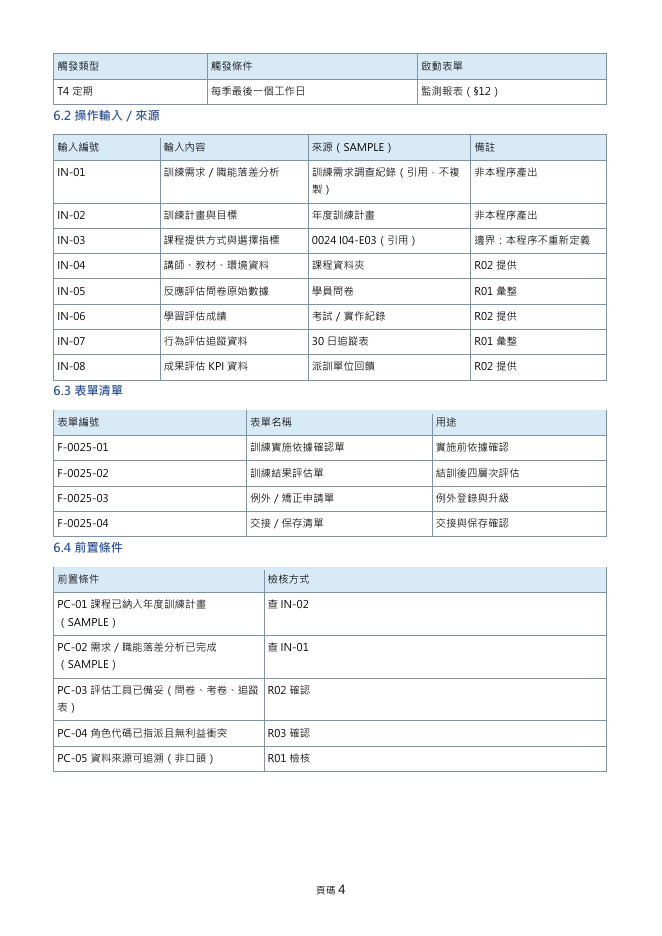 觸發類型 觸發條件 啟動表單
T4 定期 每季最後一個工作日 監測報表（§12）
6.2 操作輸入 / 來源
輸入編號 輸入內容 來源（SAMPLE） 備註
IN-01 訓練需求 / 職能落差分析 訓練需求調查紀錄（引用，不複 非本程序產出
製）
IN-02 訓練計畫與目標 年度訓練計畫 非本程序產出
IN-03 課程提供方式與選擇指標 0024 I04-E03（引用） 邊界：本程序不重新定義
IN-04 講師、教材、環境資料 課程資料夾 R02 提供
IN-05 反應評估問卷原始數據 學員問卷 R01 彙整
IN-06 學習評估成績 考試 / 實作紀錄 R02 提供
IN-07 行為評估追蹤資料 30 日追蹤表 R01 彙整
IN-08 成果評估 KPI 資料 派訓單位回饋 R02 提供
6.3 表單清單
表單編號 表單名稱 用途
F-0025-01 訓練實施依據確認單 實施前依據確認
F-0025-02 訓練結果評估單 結訓後四層次評估
F-0025-03 例外 / 矯正申請單 例外登錄與升級
F-0025-04 交接 / 保存清單 交接與保存確認
6.4 前置條件
前置條件 檢核方式
PC-01 課程已納入年度訓練計畫 查 IN-02
（SAMPLE）
PC-02 需求 / 職能落差分析已完成 查 IN-01
（SAMPLE）
PC-03 評估工具已備妥（問卷、考卷、追蹤 R02 確認
表）
PC-04 角色代碼已指派且無利益衝突 R03 確認
PC-05 資料來源可追溯（非口頭） R01 檢核
頁碼 4